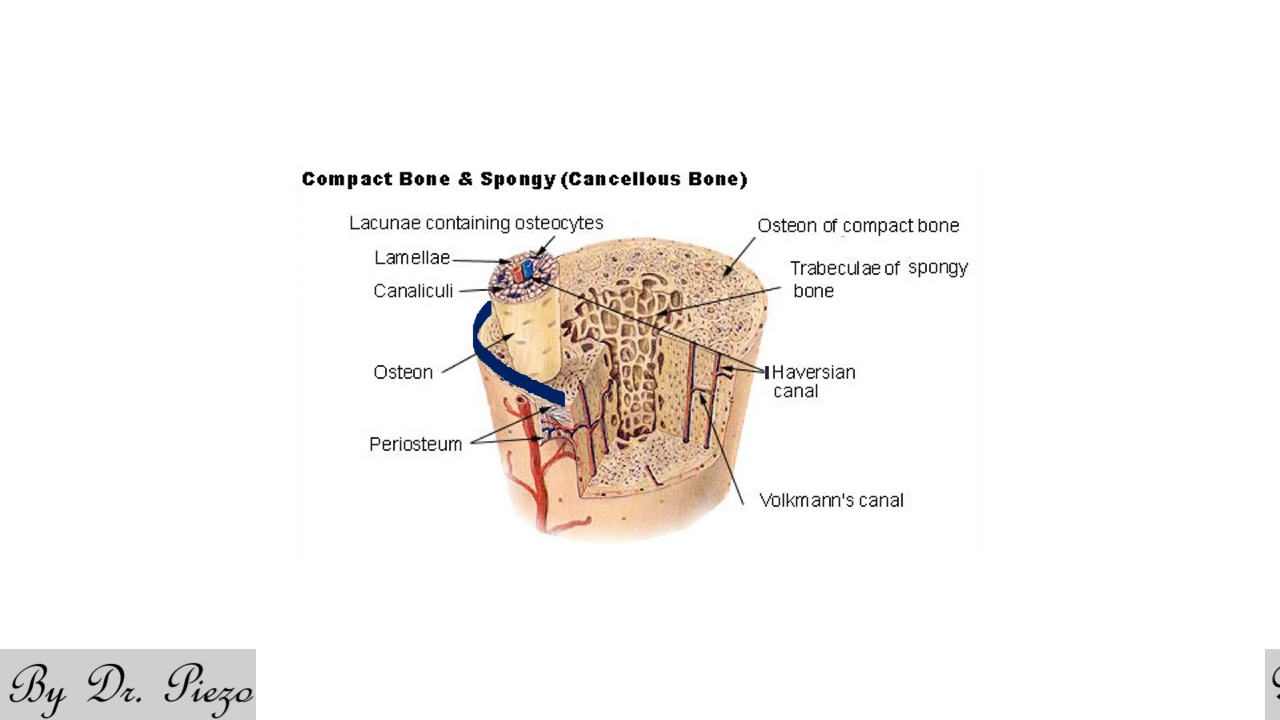 Compact Bone & Spongy (Cancellous Bone)
Lacunae containing osteocytes
Osteon of compact bone
Lamellae
Trabeculae of spongy
bone
Canaliculi
Osteon
Haversian
canal
Periosteum
Volkmann's canal
By Dr. Piezo